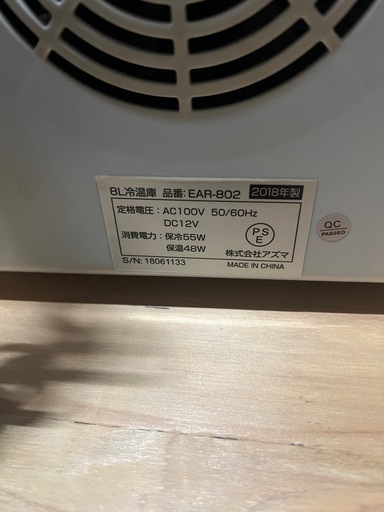 8L冷温庫 品番:EAR-802 2018年製
定格電圧:AC100V 50/60Hz
DC12V
消費電力:保冷55W
保温48W
PSE
株式会社アズマ
S/N:18061133 MADE IN CHINA
QC
PASSED